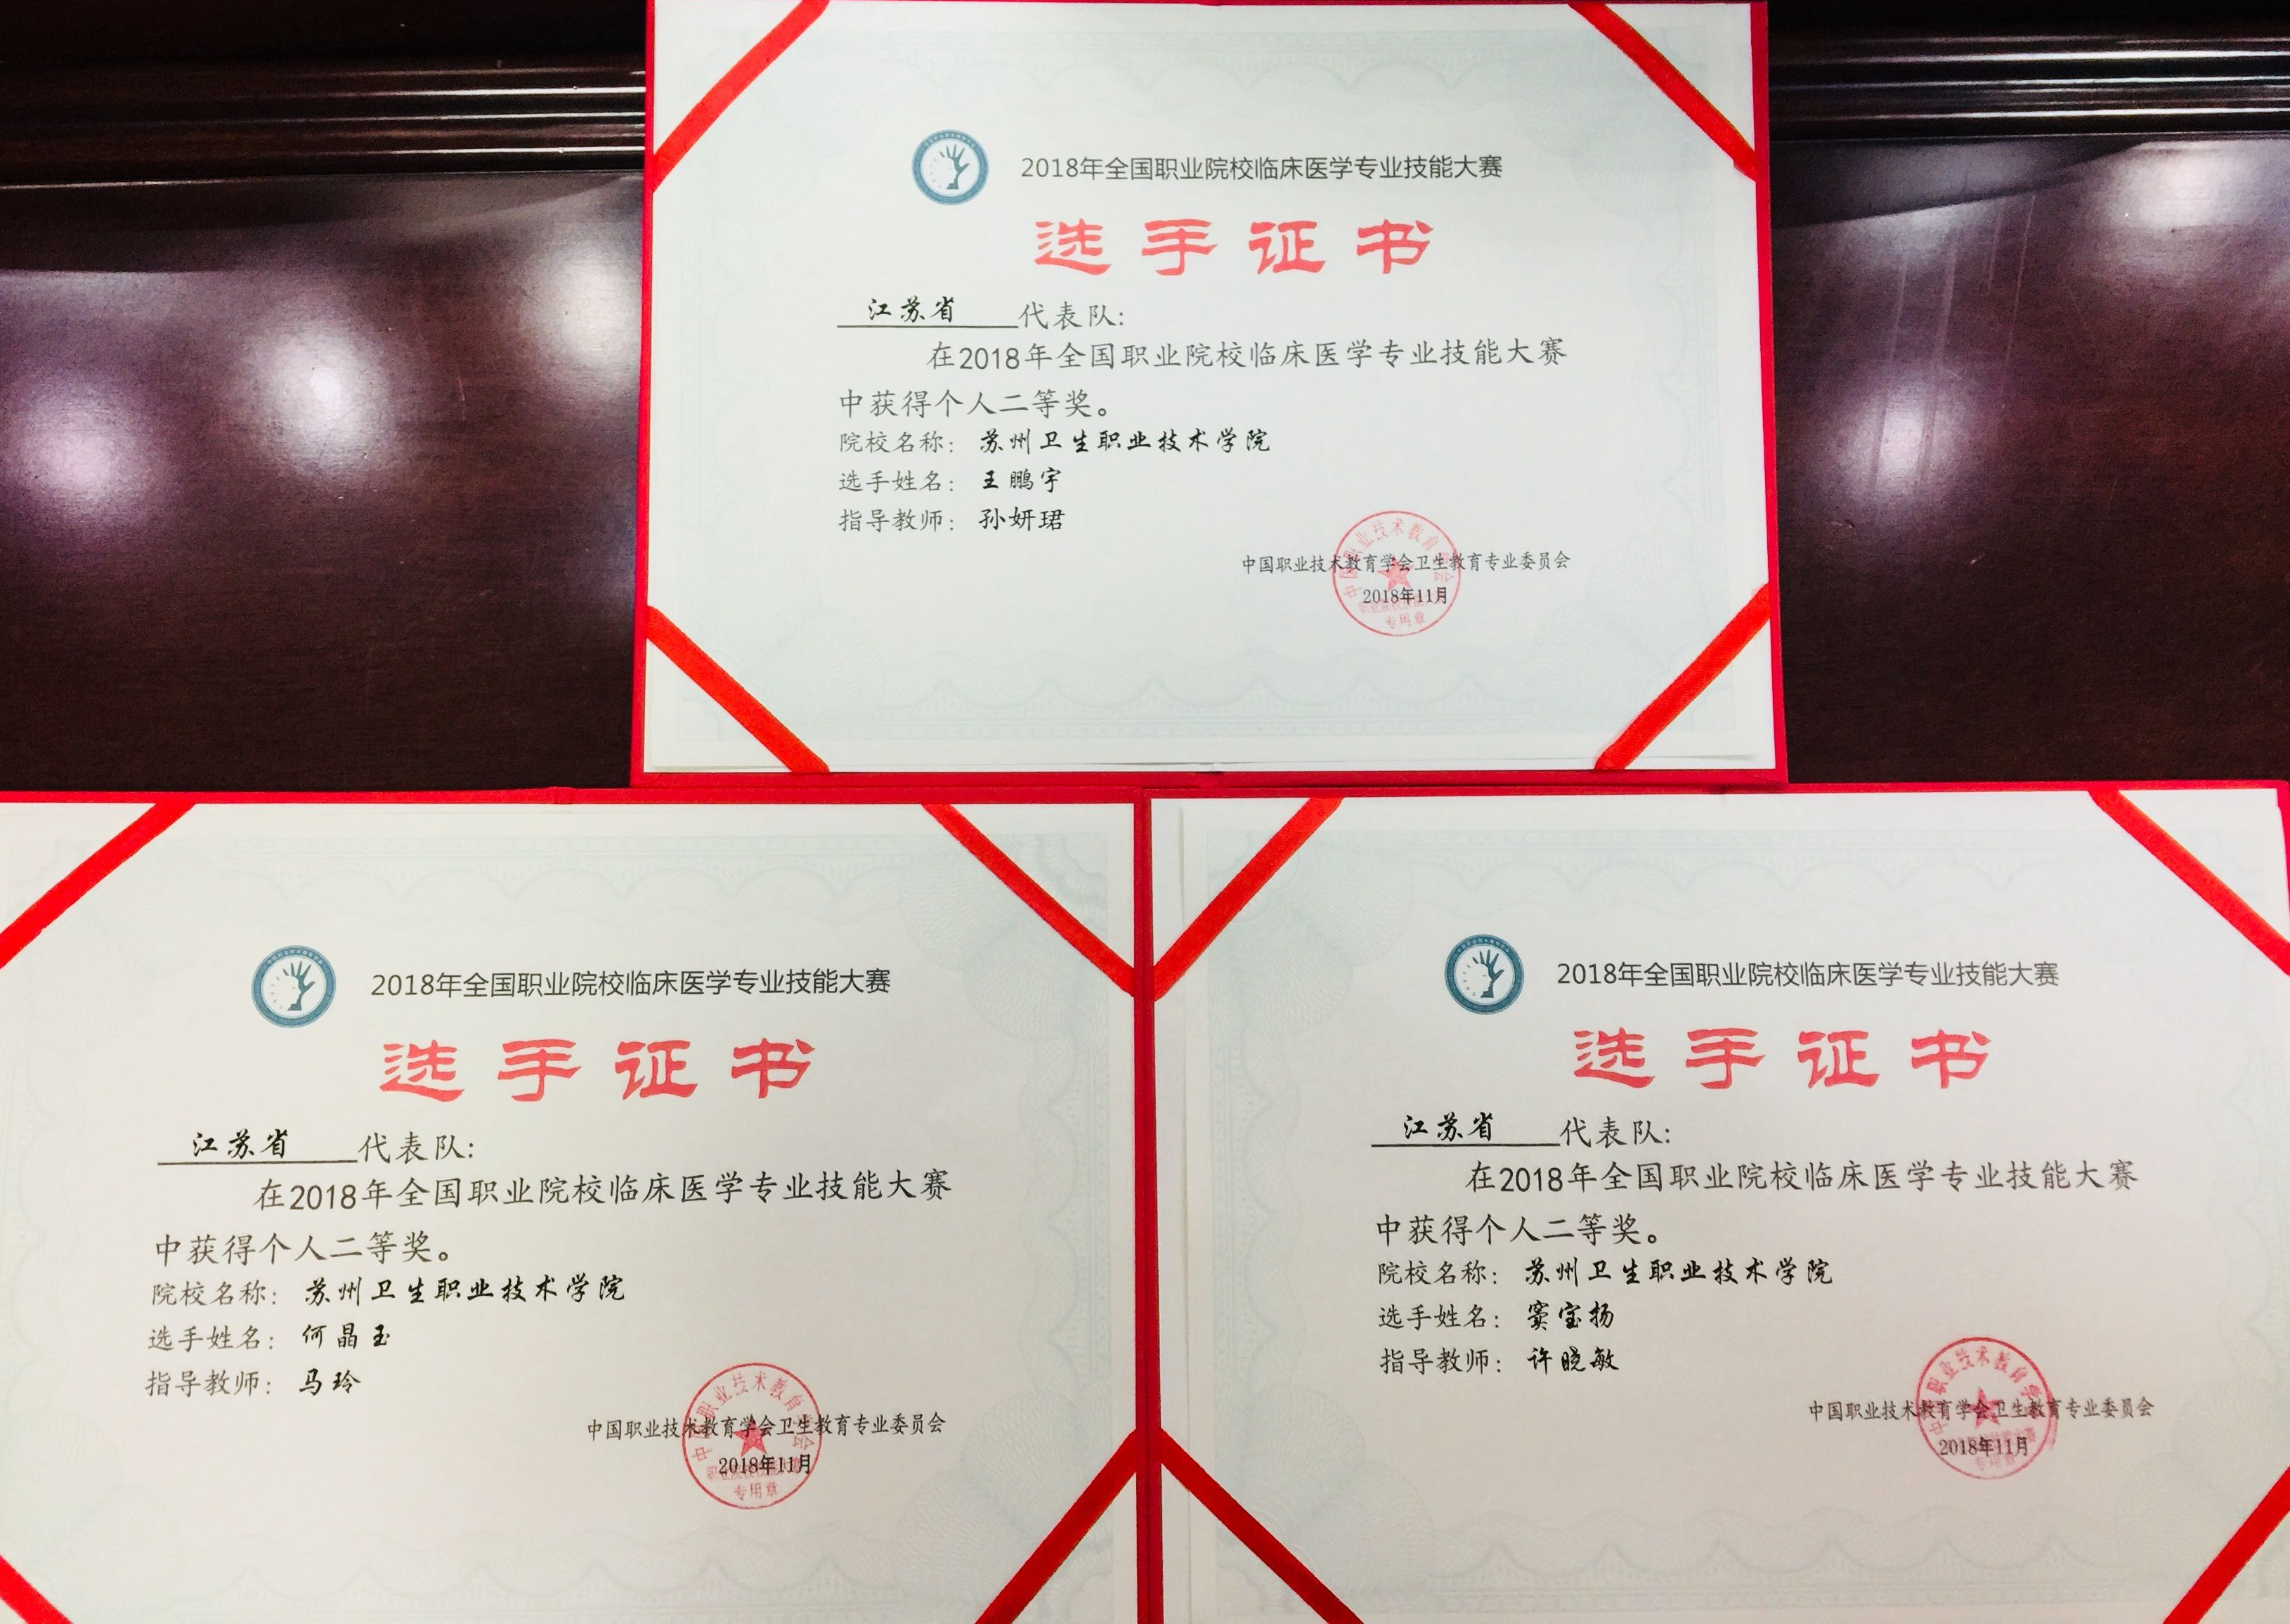 2018年全国职业院校临床医学专业技能大赛
选手证书
江苏省 代表队:
在2018年全国职业院校临床医学专业技能大赛
中获得个人二等奖。
院校名称: 苏州卫生职业技术学院
选手姓名: 王鹏宇
指导教师: 孙妍珺
中国职业技术教育学会卫生教育专业委员会
2018年11月
专用章
2018年全国职业院校临床医学专业技能大赛
选手证书
江苏省 代表队:
在2018年全国职业院校临床医学专业技能大赛
中获得个人二等奖。
院校名称: 苏州卫生职业技术学院
选手姓名: 何晶玉
指导教师: 马玲
中国职业技术教育学会卫生教育专业委员会
2018年11月
专用章
2018年全国职业院校临床医学专业技能大赛
选手证书
江苏省 代表队:
在2018年全国职业院校临床医学专业技能大赛
中获得个人二等奖。
院校名称: 苏州卫生职业技术学院
选手姓名: 窦宝扬
指导教师: 许晓敏
中国职业技术教育学会卫生教育专业委员会
2018年11月
专用章